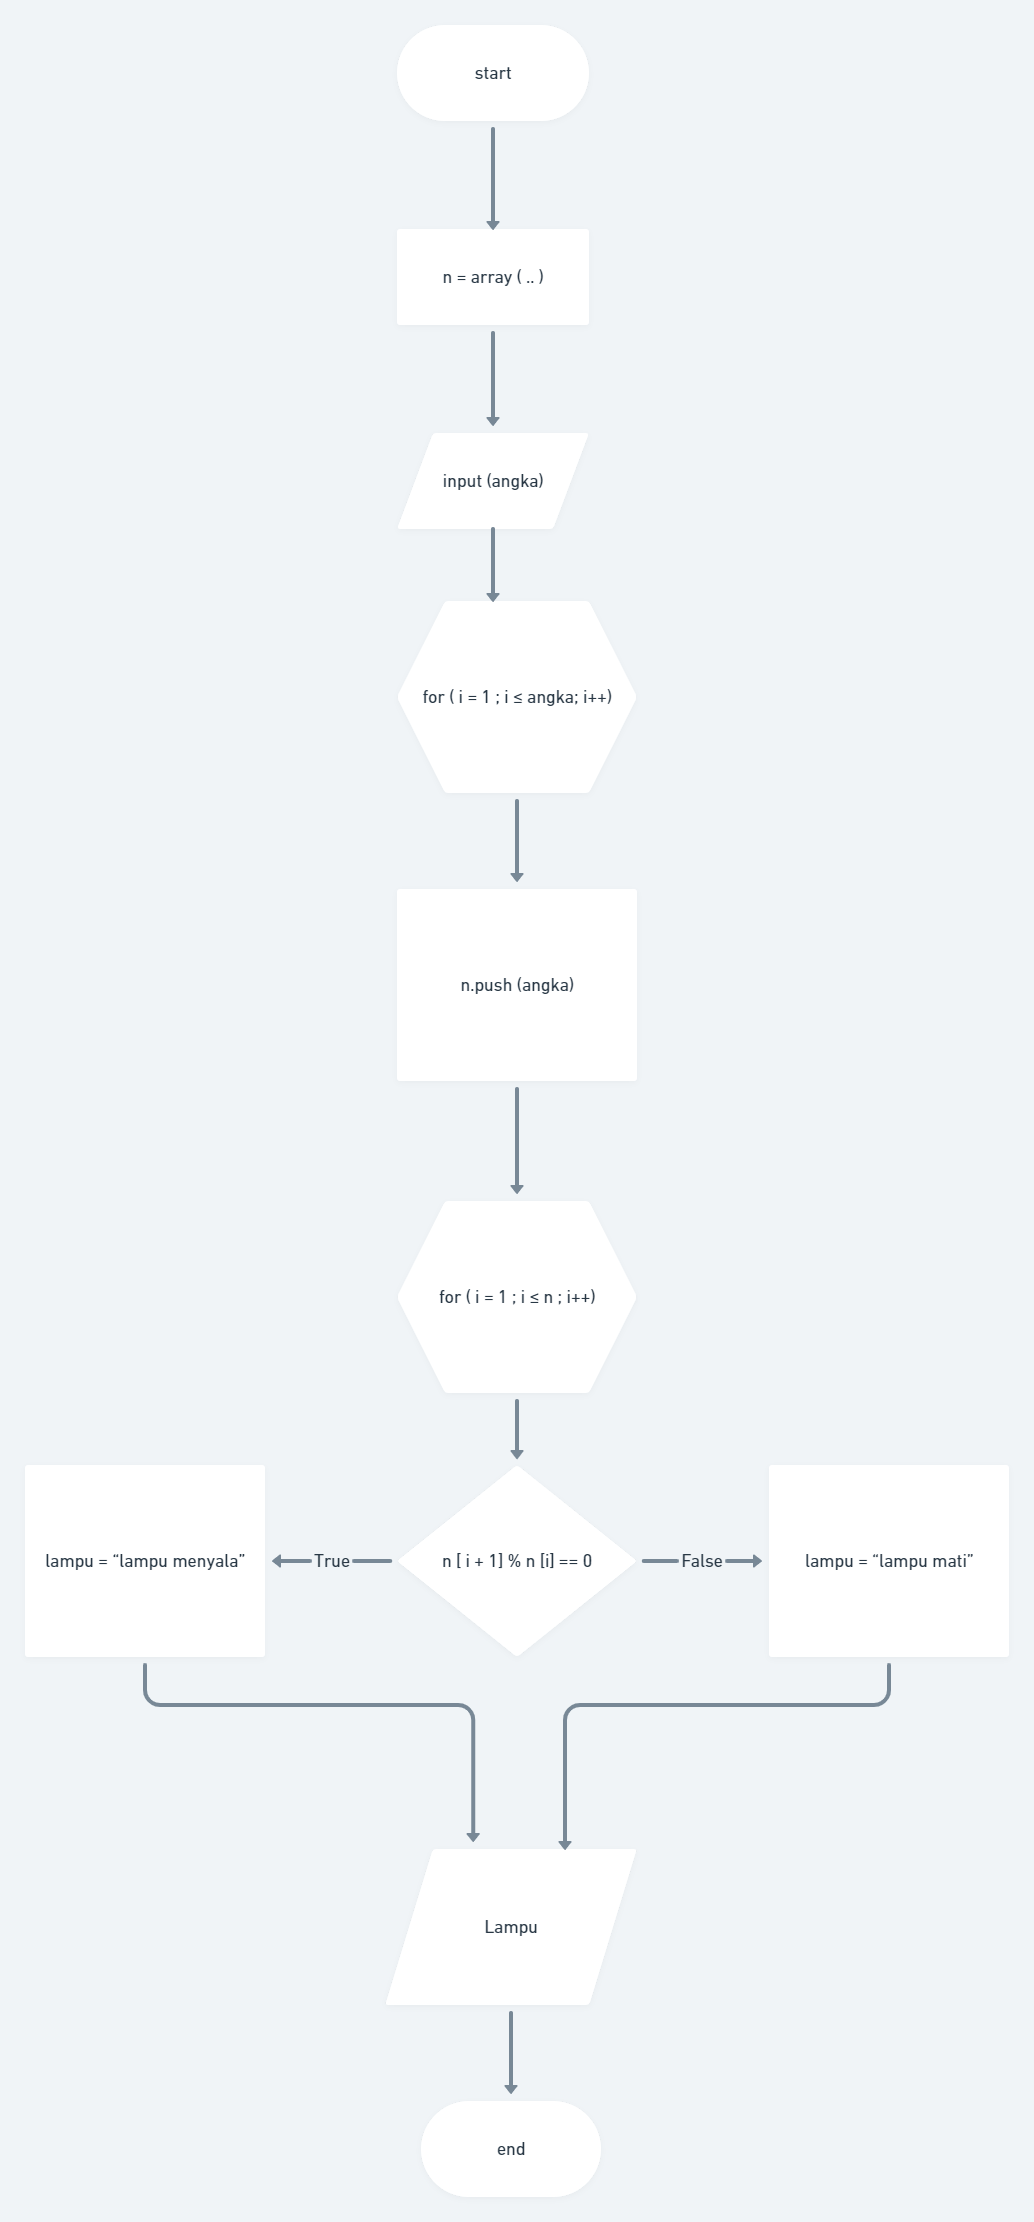 start
n = array ( .. )
input (angka)
for ( i = 1 ; i ≤ angka; i++)
n.push (angka)
for ( i = 1 ; i ≤ n ; i++)
lampu = “lampu menyala”
True
n [ i + 1] % n [i] == 0
False
lampu = “lampu mati”
Lampu
end